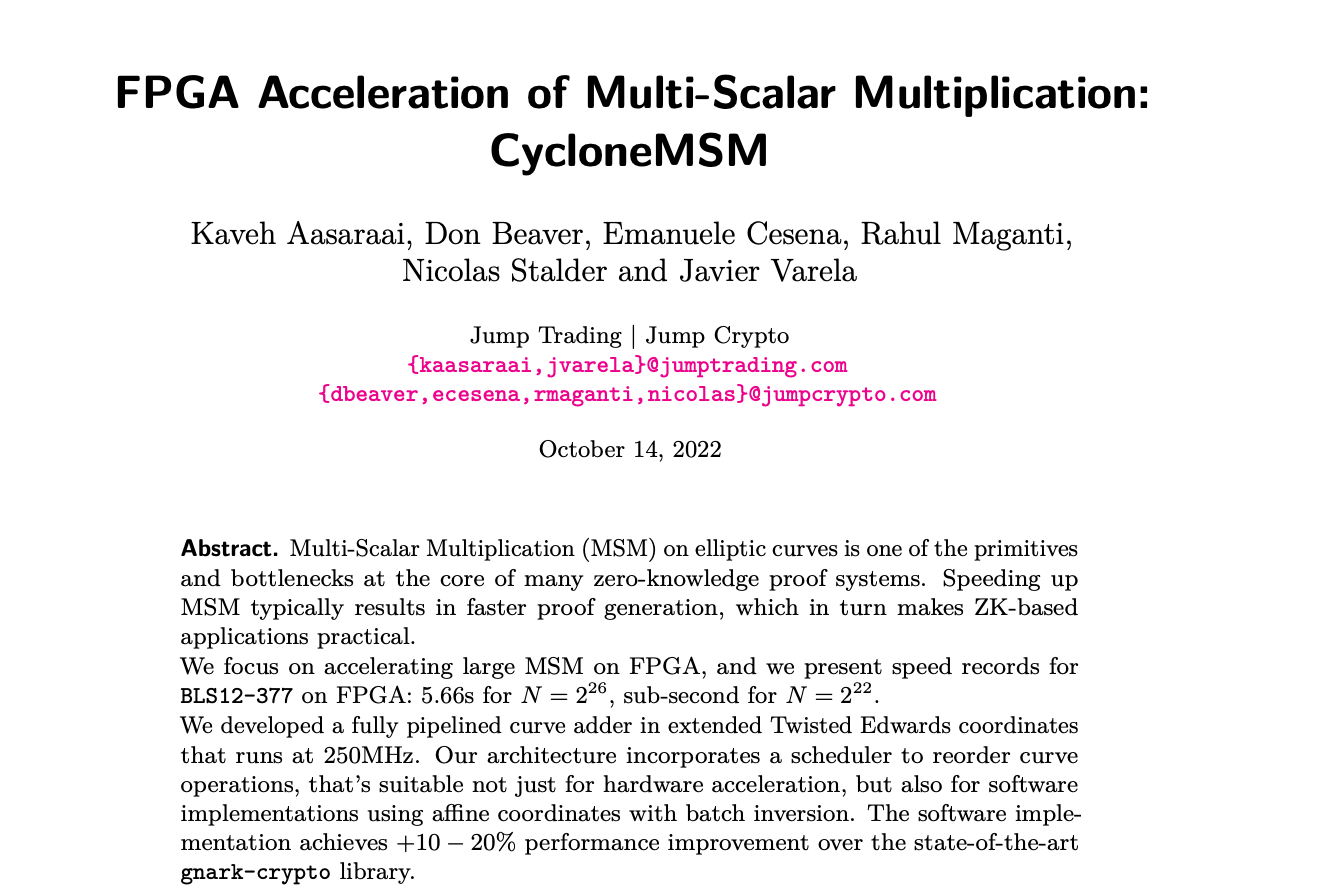 FPGA Acceleration of Multi-Scalar Multiplication:
CycloneMSM
Kaveh Aasaraai, Don Beaver, Emanuele Cesena, Rahul Maganti,
Nicolas Stalder and Javier Varela
Jump Trading | Jump Crypto
{kaasaraai,jvarela}@jumptrading.com
{dbeaver,ecesena,rmaganti,nicolas}@jumpcrypto.com
October 14, 2022
Abstract. Multi-Scalar Multiplication (MSM) on elliptic curves is one of the primitives
and bottlenecks at the core of many zero-knowledge proof systems. Speeding up
MSM typically results in faster proof generation, which in turn makes ZK-based
applications practical.
We focus on accelerating large MSM on FPGA, and we present speed records for
BLS12-377 on FPGA: 5.66s for N = 2²⁶, sub-second for N = 2²².
We developed a fully pipelined curve adder in extended Twisted Edwards coordinates
that runs at 250MHz. Our architecture incorporates a scheduler to reorder curve
operations, that's suitable not just for hardware acceleration, but also for software
implementations using affine coordinates with batch inversion. The software imple-
mentation achieves +10 – 20% performance improvement over the state-of-the-art
gnark-crypto library.